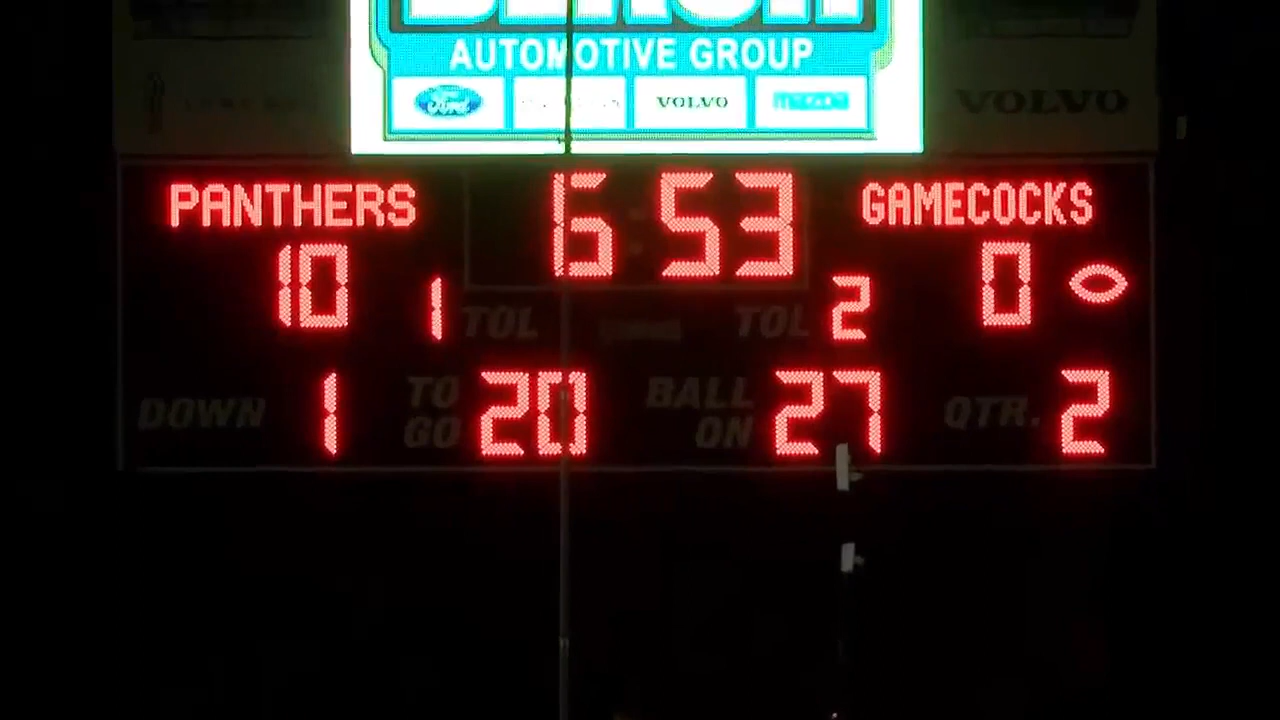 AUTOMOTIVE GROUP
Ford
VOLVO
VOLVO
PANTHERS
6 53
GAMECOCKS
10
0
1
TOL
TOL
2
DOWN
1
TO GO
20
BALL ON
27
QTR.
2